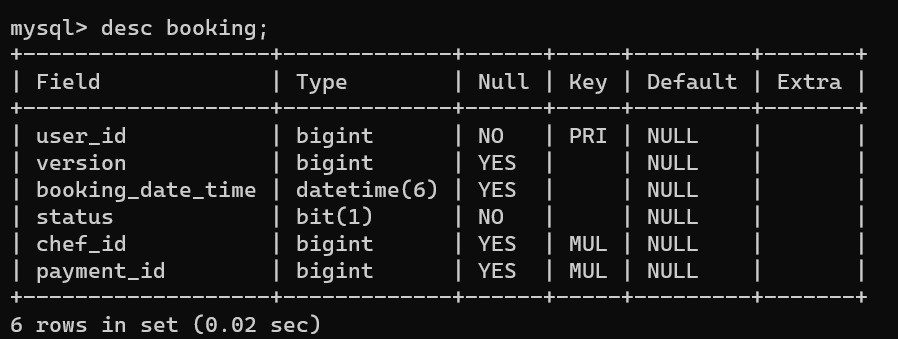 mysql> desc booking;
+-------------------+-------------+------+-----+---------+-------+
| Field             | Type        | Null | Key | Default | Extra |
+-------------------+-------------+------+-----+---------+-------+
| user_id           | bigint      | NO   | PRI | NULL    |       |
| version           | bigint      | YES  |     | NULL    |       |
| booking_date_time | datetime(6) | YES  |     | NULL    |       |
| status            | bit(1)      | NO   |     | NULL    |       |
| chef_id           | bigint      | YES  | MUL | NULL    |       |
| payment_id        | bigint      | YES  | MUL | NULL    |       |
+-------------------+-------------+------+-----+---------+-------+
6 rows in set (0.02 sec)